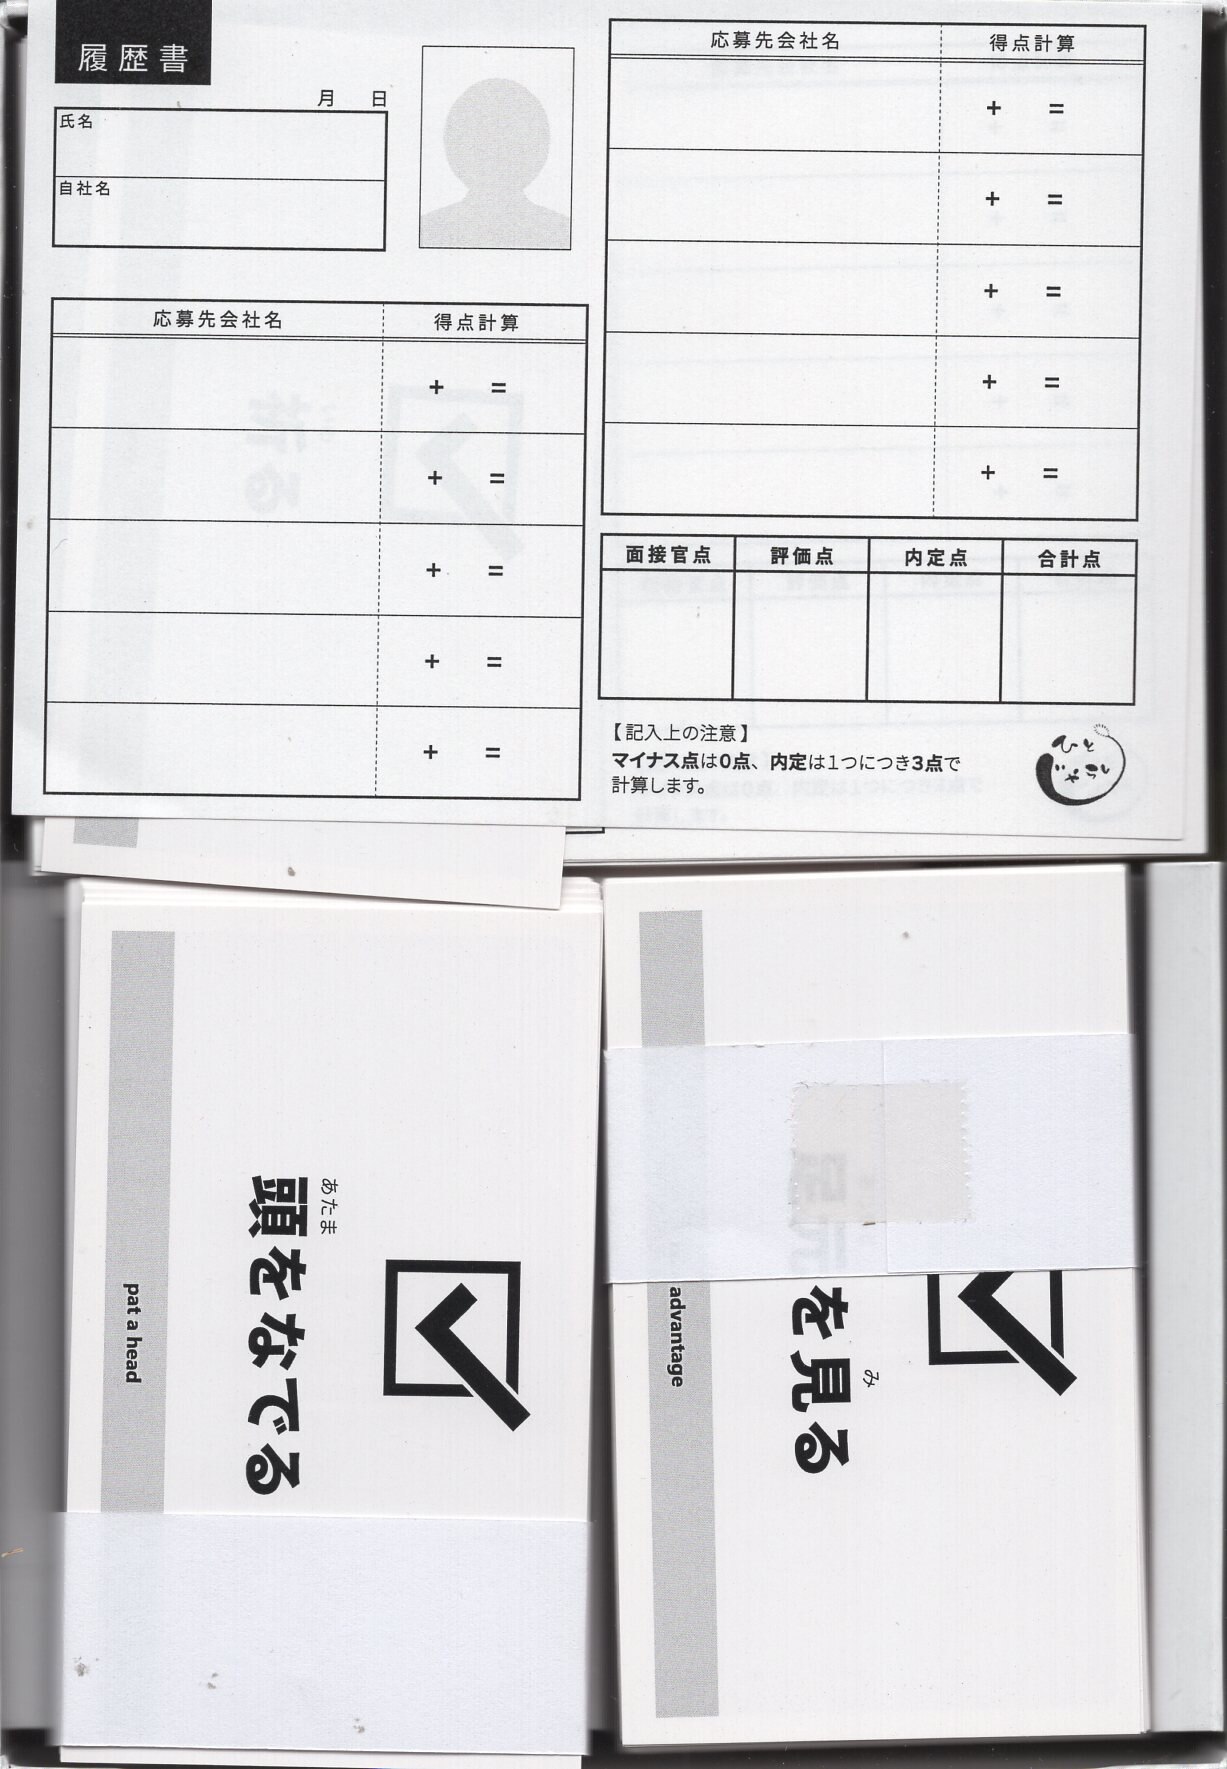 履歴書
月 日
氏名
自社名
応募先会社名 得点計算
+ =
+ =
+ =
+ =
+ =
応募先会社名 得点計算
+ =
+ =
+ =
+ =
+ =
面接官点 評価点 内定点 合計点
【記入上の注意】
マイナス点は0点、内定は1つにつき3点で
計算します。
ひと
じゃらし
あたま
頭をなでる
pat a head
み
を見る
advantage